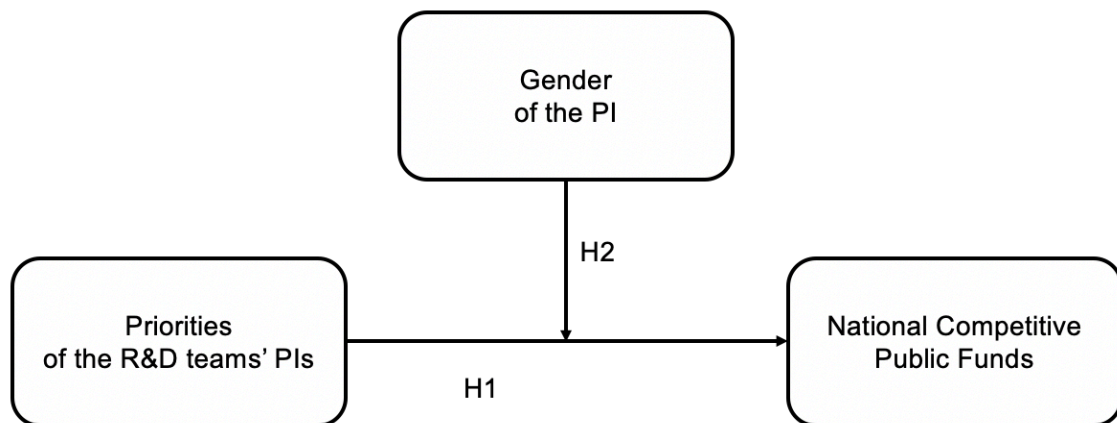 Gender
of the PI
H2
Priorities
of the R&D teams' PIs
National Competitive
Public Funds
H1